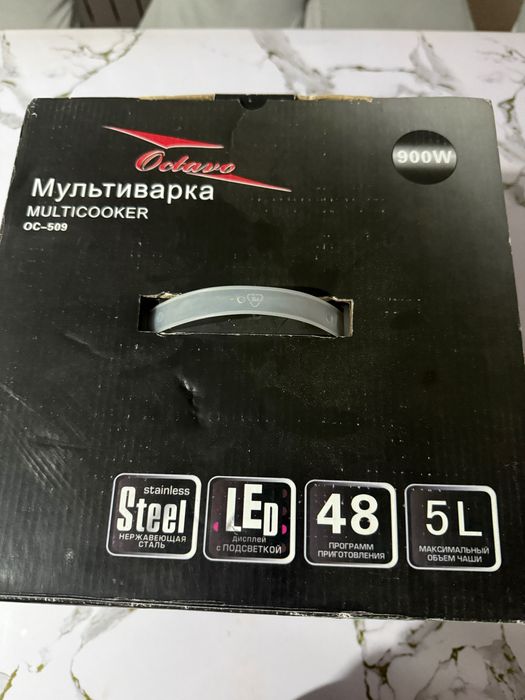 Octavo
900W
Мультиварка
MULTICOOKER
OC-509
stainless
Steel
НЕРЖАВЕЮЩАЯ
СТАЛЬ
LED
ДИСПЛЕЙ
С ПОДСВЕТКОЙ
48
ПРОГРАММ
ПРИГОТОВЛЕНИЯ
5L
МАКСИМАЛЬНЫЙ
ОБЪЕМ ЧАШИ